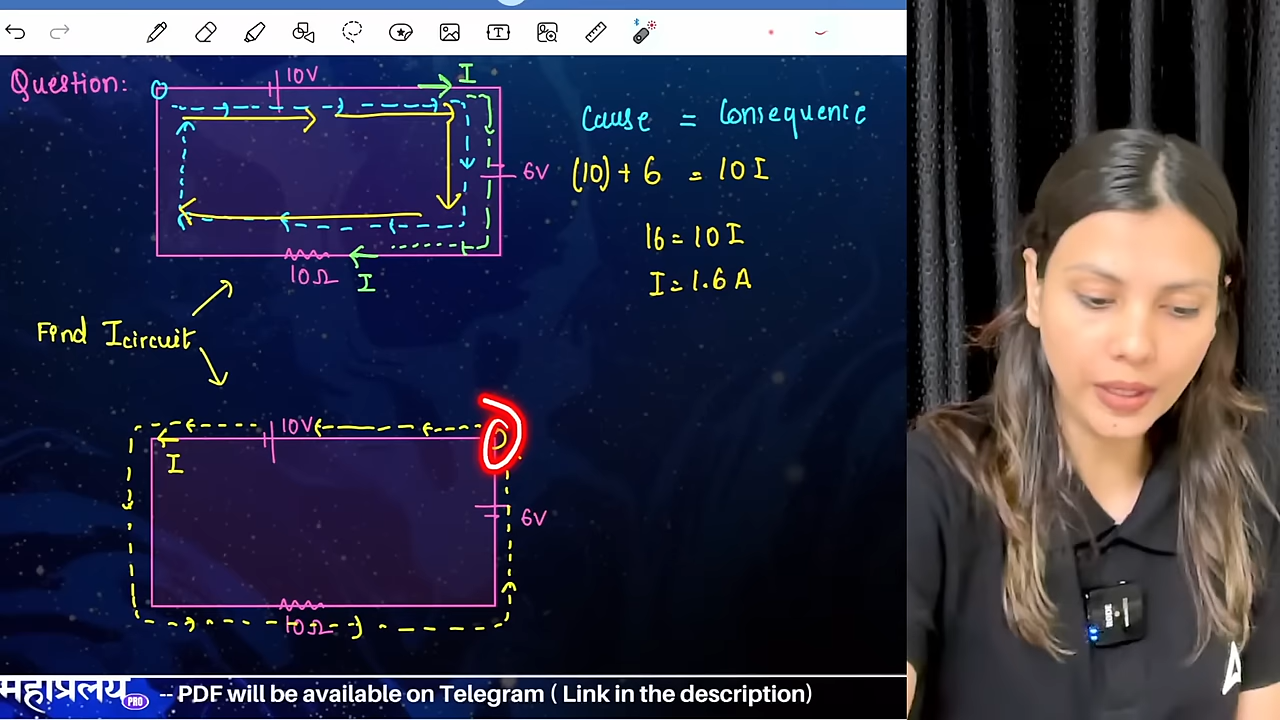 Question:
10V
I
6V
10Ω
I
Cause = Consequence
(10) + 6 = 10 I
16 = 10 I
I = 1.6 A
Find Icircuit
10V
I
6V
10Ω
महाप्रलय PRO
-- PDF will be available on Telegram ( Link in the description)